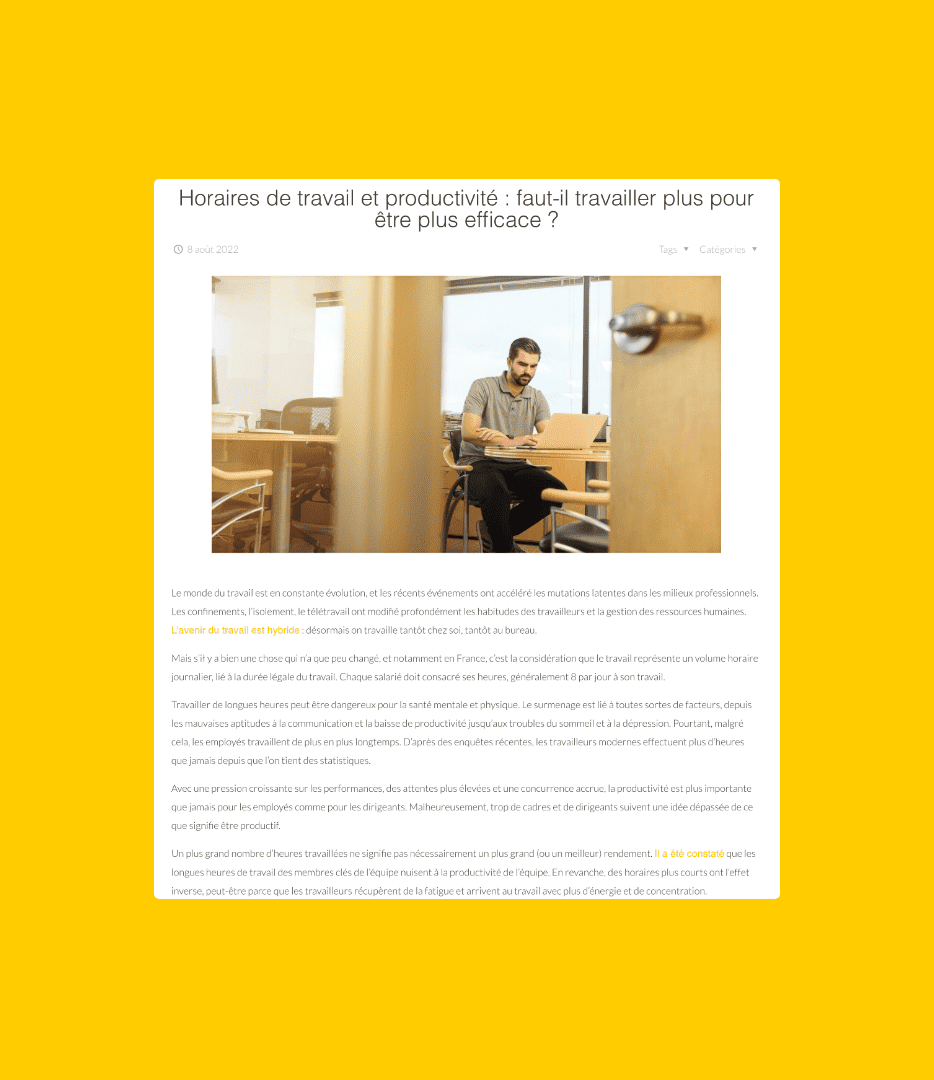 Horaires de travail et productivité : faut-il travailler plus pour
être plus efficace ?
8 août 2022
Tags ▼ Catégories ▼
Le monde du travail est en constante évolution, et les récents événements ont accéléré les mutations latentes dans les milieux professionnels.
Les confinements, l'isolement, le télétravail ont modifié profondément les habitudes des travailleurs et la gestion des ressources humaines.
L'avenir du travail est hybride : désormais on travaille tantôt chez soi, tantôt au bureau.
Mais s'il y a bien une chose qui n'a que peu changé, et notamment en France, c'est la considération que le travail représente un volume horaire
journalier, lié à la durée légale du travail. Chaque salarié doit consacré ses heures, généralement 8 par jour à son travail.
Travailler de longues heures peut être dangereux pour la santé mentale et physique. Le surmenage est lié à toutes sortes de facteurs, depuis
les mauvaises aptitudes à la communication et la baisse de productivité jusqu'aux troubles du sommeil et à la dépression. Pourtant, malgré
cela, les employés travaillent de plus en plus longtemps. D'après des enquêtes récentes, les travailleurs modernes effectuent plus d'heures
que jamais depuis que l'on tient des statistiques.
Avec une pression croissante sur les performances, des attentes plus élevées et une concurrence accrue, la productivité est plus importante
que jamais pour les employés comme pour les dirigeants. Malheureusement, trop de cadres et de dirigeants suivent une idée dépassée de ce
que signifie être productif.
Un plus grand nombre d'heures travaillées ne signifie pas nécessairement un plus grand (ou un meilleur) rendement. Il a été constaté que les
longues heures de travail des membres clés de l'équipe nuisent à la productivité de l'équipe. En revanche, des horaires plus courts ont l'effet
inverse, peut-être parce que les travailleurs récupèrent de la fatigue et arrivent au travail avec plus d'énergie et de concentration.